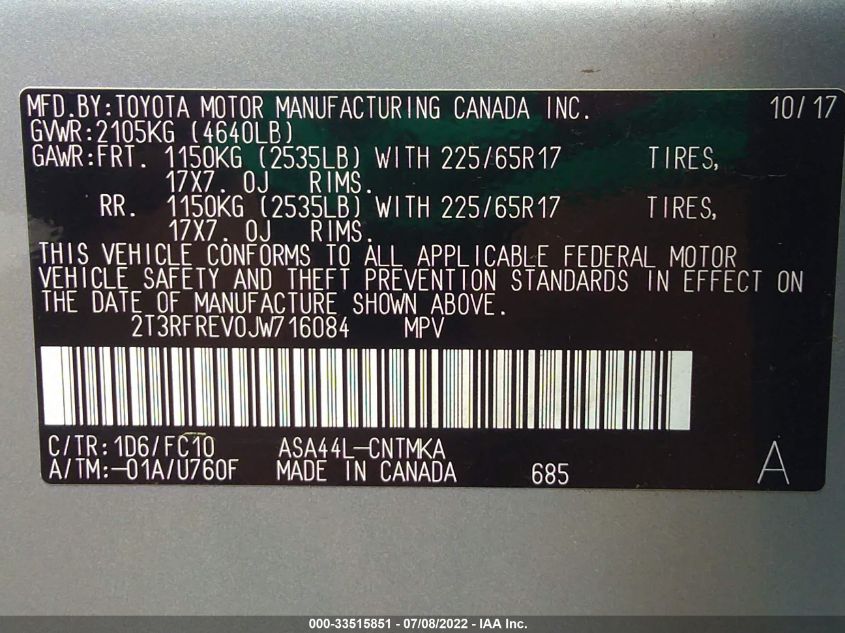 MFD.BY:TOYOTA MOTOR MANUFACTURING CANADA INC. 10/17
GVWR:2105KG (4640LB)
GAWR:FRT. 1150KG (2535LB) WITH 225/65R17 TIRES,
17X7. 0J RIMS.
RR. 1150KG (2535LB) WITH 225/65R17 TIRES,
17X7. 0J RIMS.
THIS VEHICLE CONFORMS TO ALL APPLICABLE FEDERAL MOTOR
VEHICLE SAFETY AND THEFT PREVENTION STANDARDS IN EFFECT ON
THE DATE OF MANUFACTURE SHOWN ABOVE.
2T3RFREV0JW716084 MPV
C/TR:1D6/FC10 ASA44L-CNTMKA
A/TM:-01A/U760F MADE IN CANADA 685 A
000-33515851 - 07/08/2022 - IAA Inc.